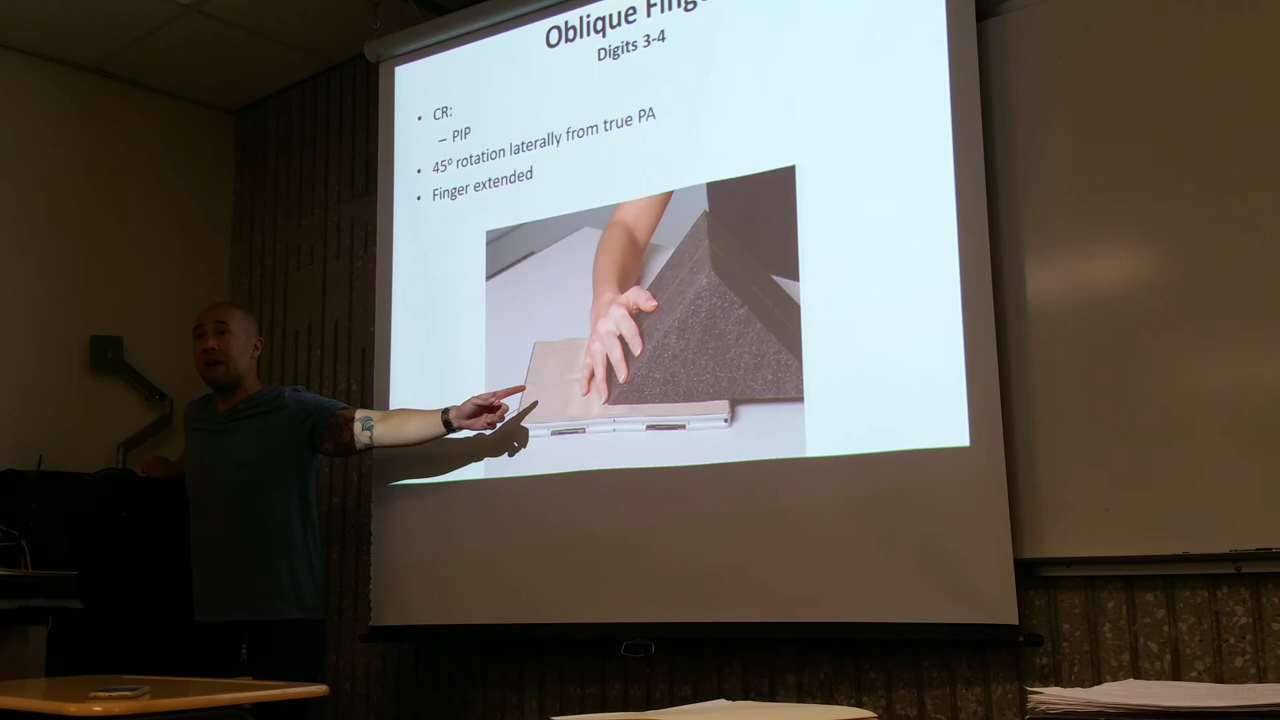 Oblique
Digits 3-4
• CR:
– PIP
• 45º rotation laterally from true PA
• Finger extended